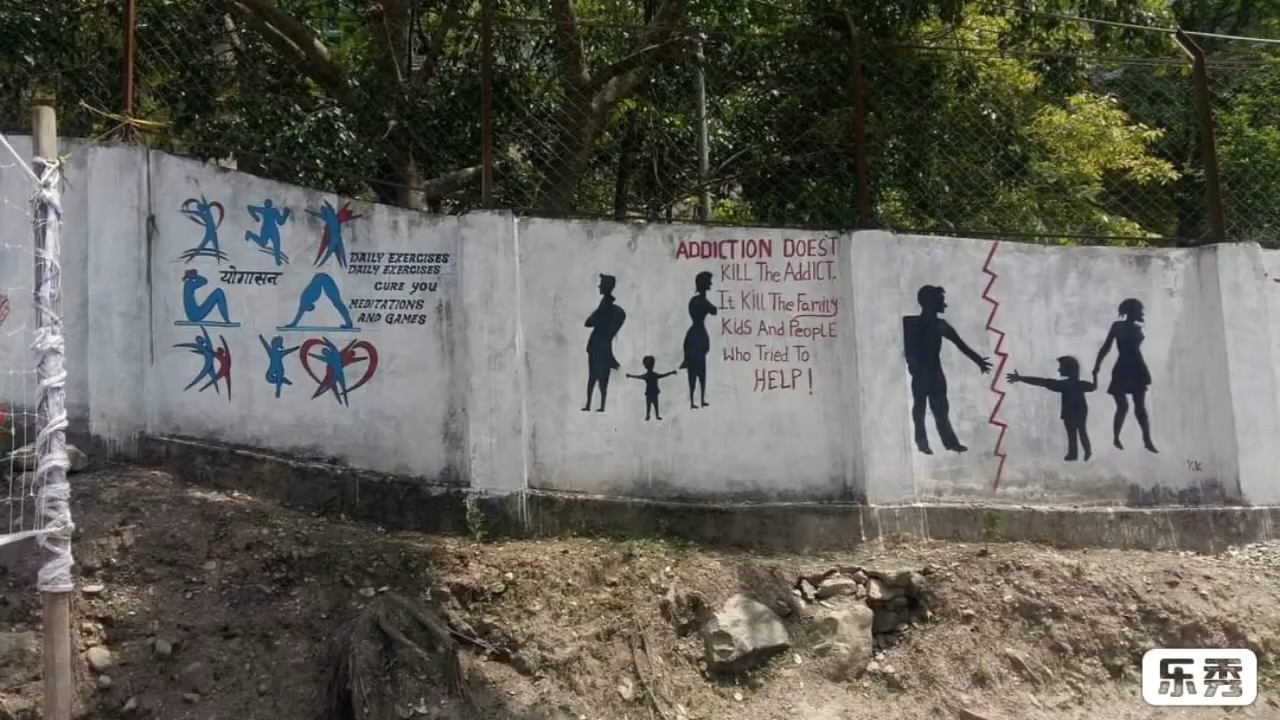 योगासन
DAILY EXERCISES
DAILY EXERCISES
CURE YOU
MEDITATIONS
AND GAMES
ADDICTION DOEST
KILL The AddICT.
It KILL The Family
Kids And PeoplE
Who Tried To
HELP!
Y.K
乐秀